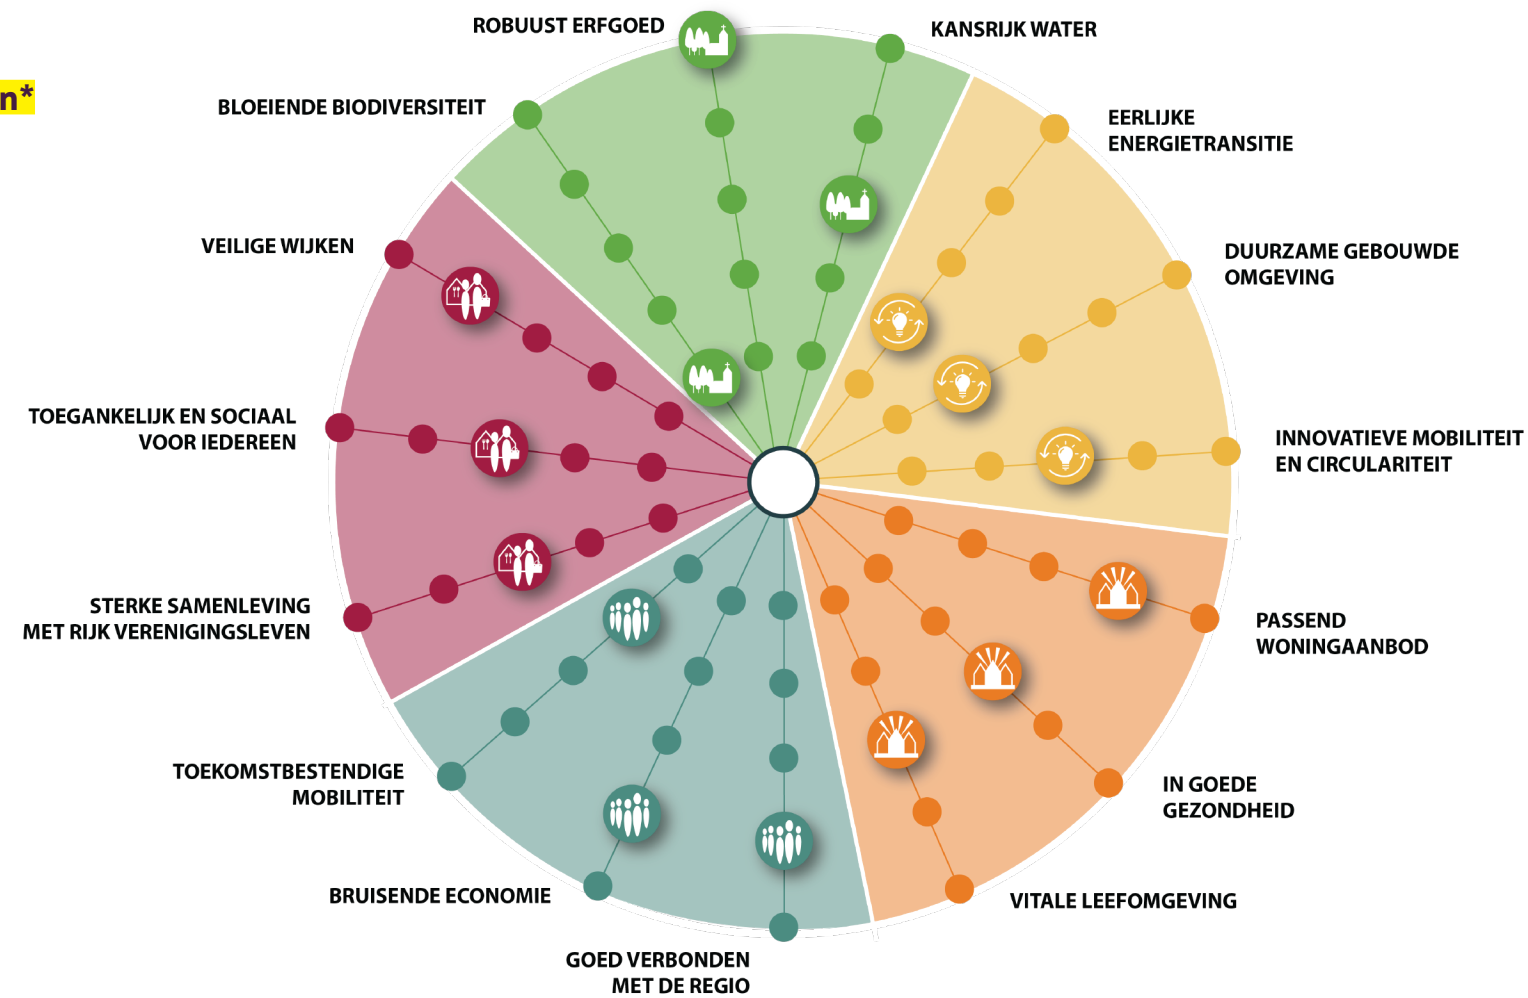 n*
ROBUUST ERFGOED
KANSRIJK WATER
BLOEIENDE BIODIVERSITEIT
EERLIJKE
ENERGIETRANSITIE
VEILIGE WIJKEN
DUURZAME GEBOUWDE
OMGEVING
TOEGANKELIJK EN SOCIAAL
VOOR IEDEREEN
INNOVATIEVE MOBILITEIT
EN CIRCULARITEIT
STERKE SAMENLEVING
MET RIJK VERENIGINGSLEVEN
PASSEND
WONINGAANBOD
TOEKOMSTBESTENDIGE
MOBILITEIT
IN GOEDE
GEZONDHEID
BRUISENDE ECONOMIE
VITALE LEEFOMGEVING
GOED VERBONDEN
MET DE REGIO